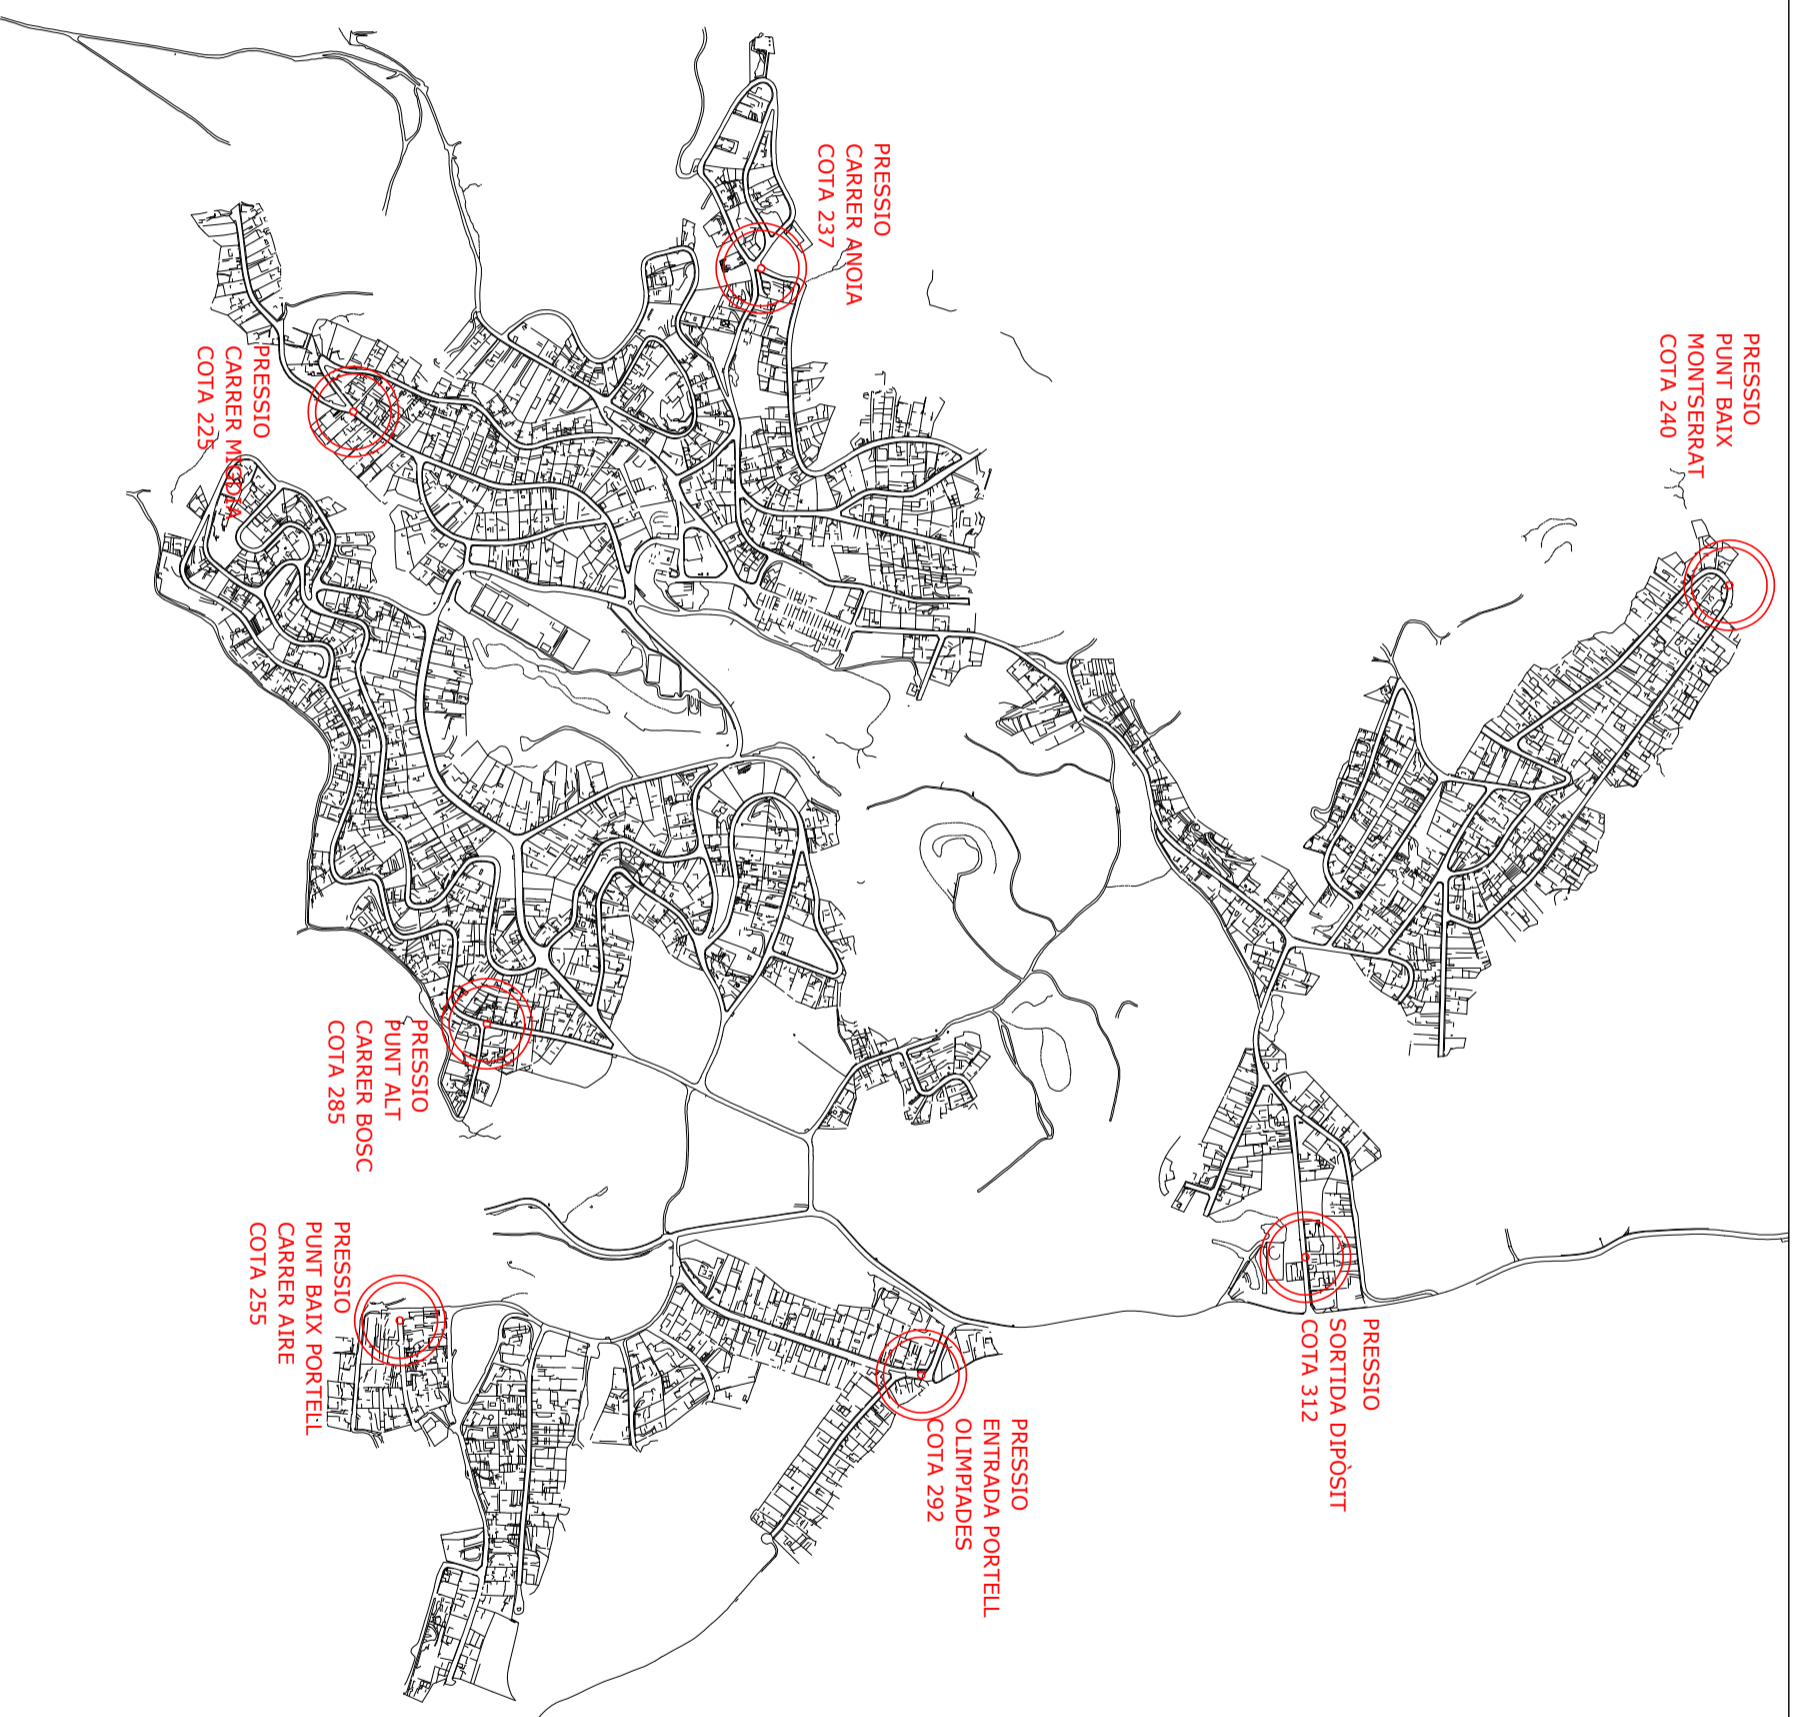 PRESSIO
PUNT BAIX
MONTSERRAT
COTA 240
PRESSIO
CARRER ANOIA
COTA 237
PRESSIO
CARRER MIGDIA
COTA 225
PRESSIO
SORTIDA DIPÒSIT
COTA 312
PRESSIO
ENTRADA PORTELL
OLIMPIADES
COTA 292
PRESSIO
PUNT ALT
CARRER BOSC
COTA 285
PRESSIO
PUNT BAIX PORTELL
CARRER AIRE
COTA 255